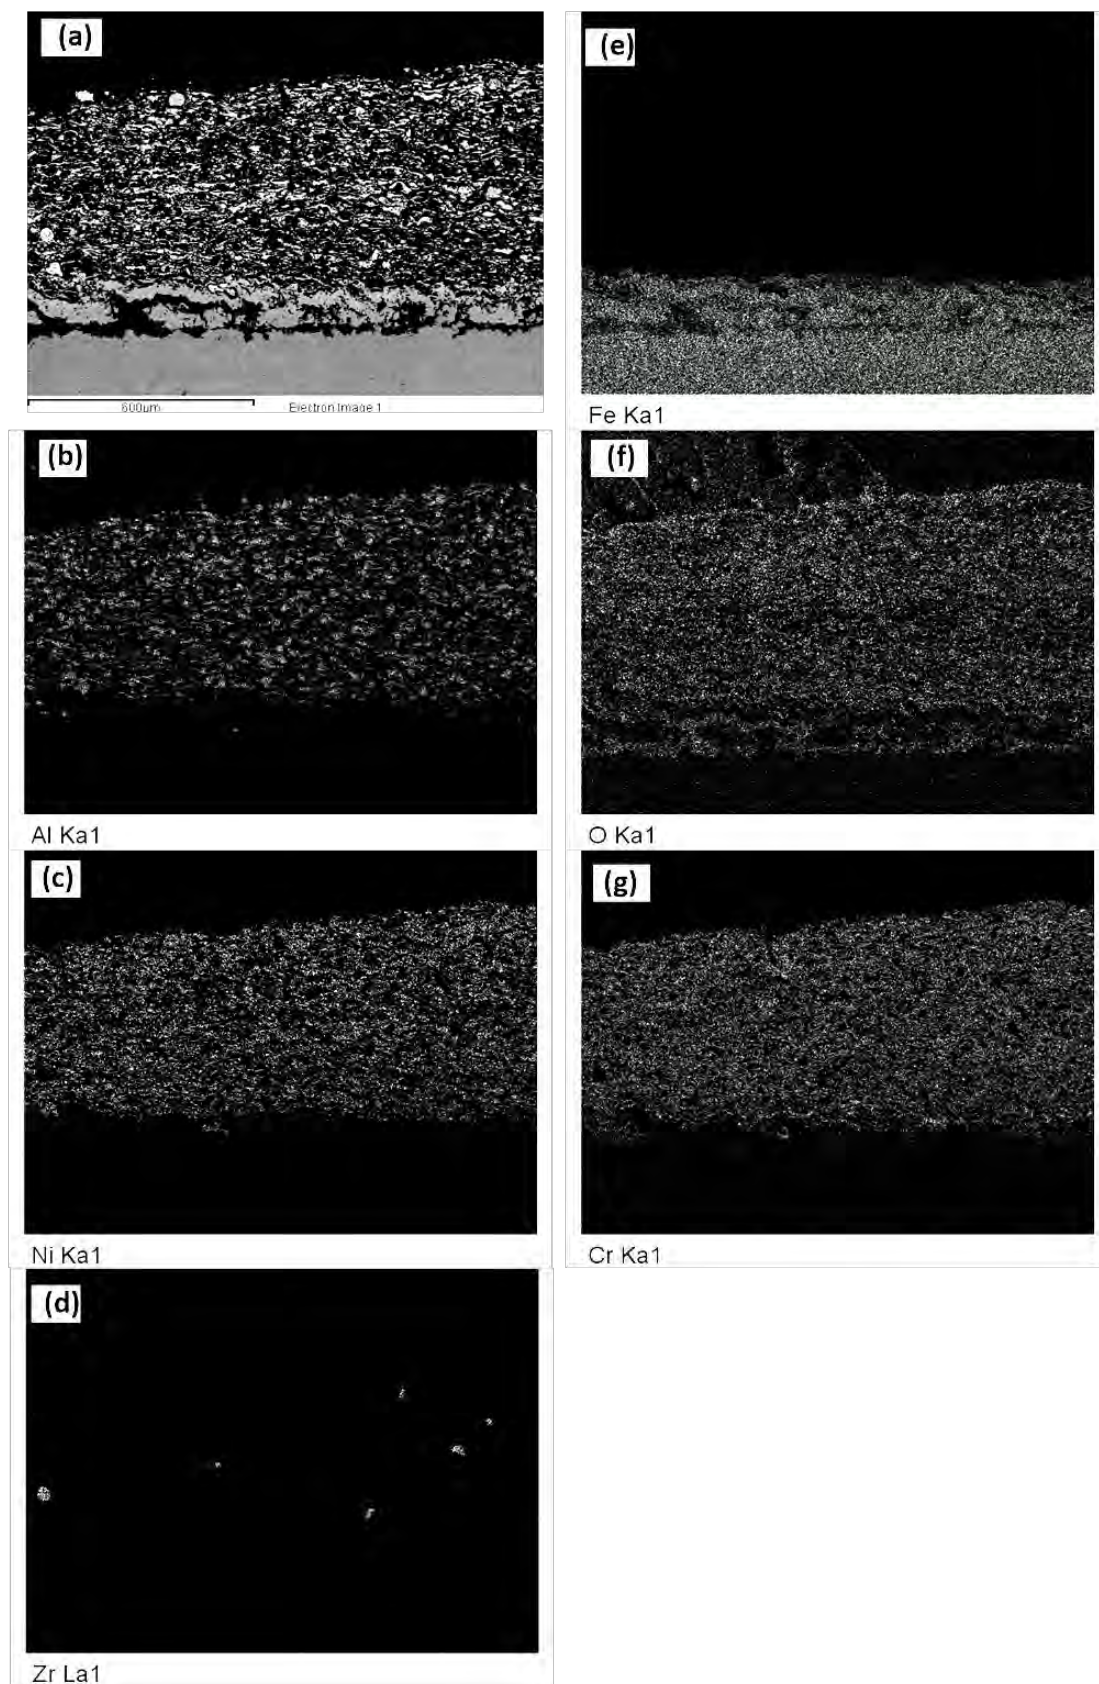 (a)
600µm
Electron Image 1
(e)
Fe Ka1
(b)
Al Ka1
(f)
O Ka1
(c)
Ni Ka1
(g)
Cr Ka1
(d)
Zr La1